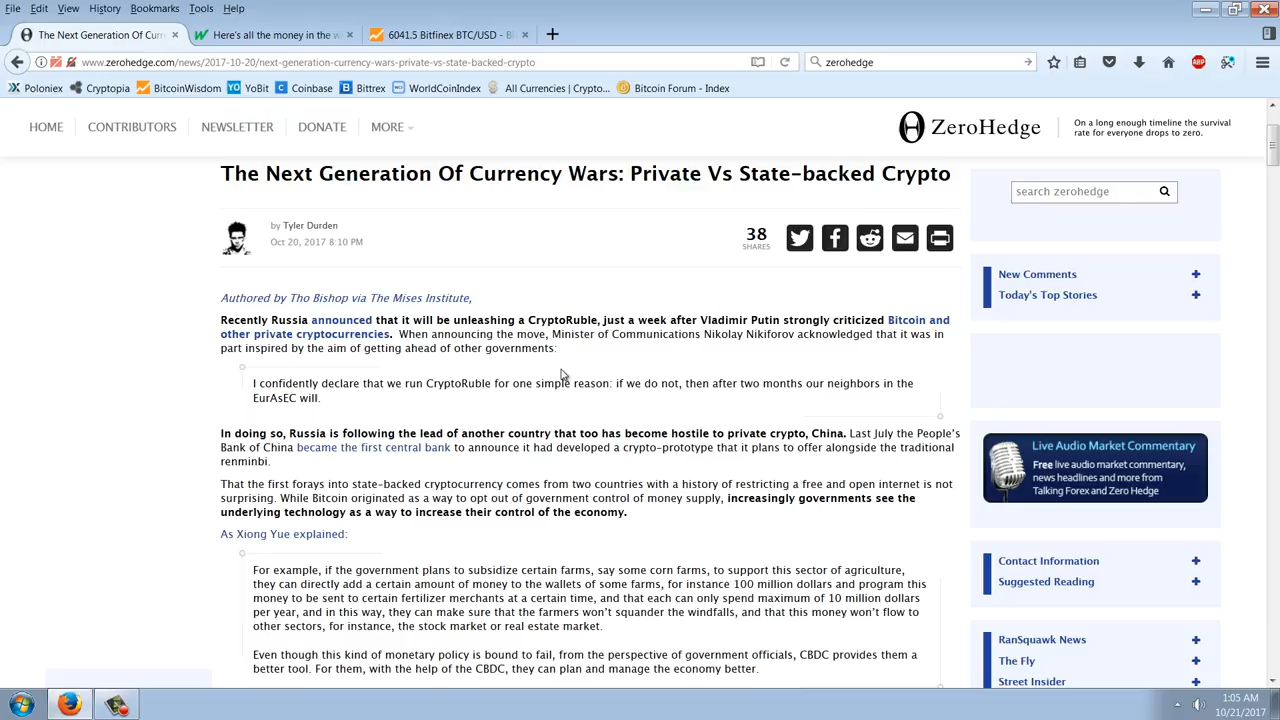 File Edit View History Bookmarks Tools Help
The Next Generation Of Curr × Here's all the money in the w × 6041.5 Bitfinex BTC/USD - B ×
www.zerohedge.com/news/2017-10-20/next-generation-currency-wars-private-vs-state-backed-crypto zerohedge
Poloniex Cryptopia BitcoinWisdom YoBit Coinbase Bittrex WorldCoinIndex All Currencies | Crypto... Bitcoin Forum - Index
HOME CONTRIBUTORS NEWSLETTER DONATE MORE ZeroHedge
On a long enough timeline the survival
rate for everyone drops to zero.
The Next Generation Of Currency Wars: Private Vs State-backed Crypto
search zerohedge
by Tyler Durden
Oct 20, 2017 8:10 PM
38
SHARES
New Comments
Today's Top Stories
Authored by Tho Bishop via The Mises Institute,
Recently Russia announced that it will be unleashing a CryptoRuble, just a week after Vladimir Putin strongly criticized Bitcoin and
other private cryptocurrencies. When announcing the move, Minister of Communications Nikolay Nikiforov acknowledged that it was in
part inspired by the aim of getting ahead of other governments:
I confidently declare that we run CryptoRuble for one simple reason: if we do not, then after two months our neighbors in the
EurAsEC will.
In doing so, Russia is following the lead of another country that too has become hostile to private crypto, China. Last July the People's
Bank of China became the first central bank to announce it had developed a crypto-prototype that it plans to offer alongside the traditional
renminbi.
Live Audio Market Commentary
Free live audio market commentary,
news headlines and more from
Talking Forex and Zero Hedge
That the first forays into state-backed cryptocurrency comes from two countries with a history of restricting a free and open internet is not
surprising. While Bitcoin originated as a way to opt out of government control of money supply, increasingly governments see the
underlying technology as a way to increase their control of the economy.
As Xiong Yue explained:
For example, if the government plans to subsidize certain farms, say some corn farms, to support this sector of agriculture,
they can directly add a certain amount of money to the wallets of some farms, for instance 100 million dollars and program this
money to be sent to certain fertilizer merchants at a certain time, and that each can only spend maximum of 10 million dollars
per year, and in this way, they can make sure that the farmers won't squander the windfalls, and that this money won't flow to
other sectors, for instance, the stock market or real estate market.
Even though this kind of monetary policy is bound to fail, from the perspective of government officials, CBDC provides them a
better tool. For them, with the help of the CBDC, they can plan and manage the economy better.
Contact Information
Suggested Reading
RanSquawk News
The Fly
Street Insider
1:05 AM
10/21/2017